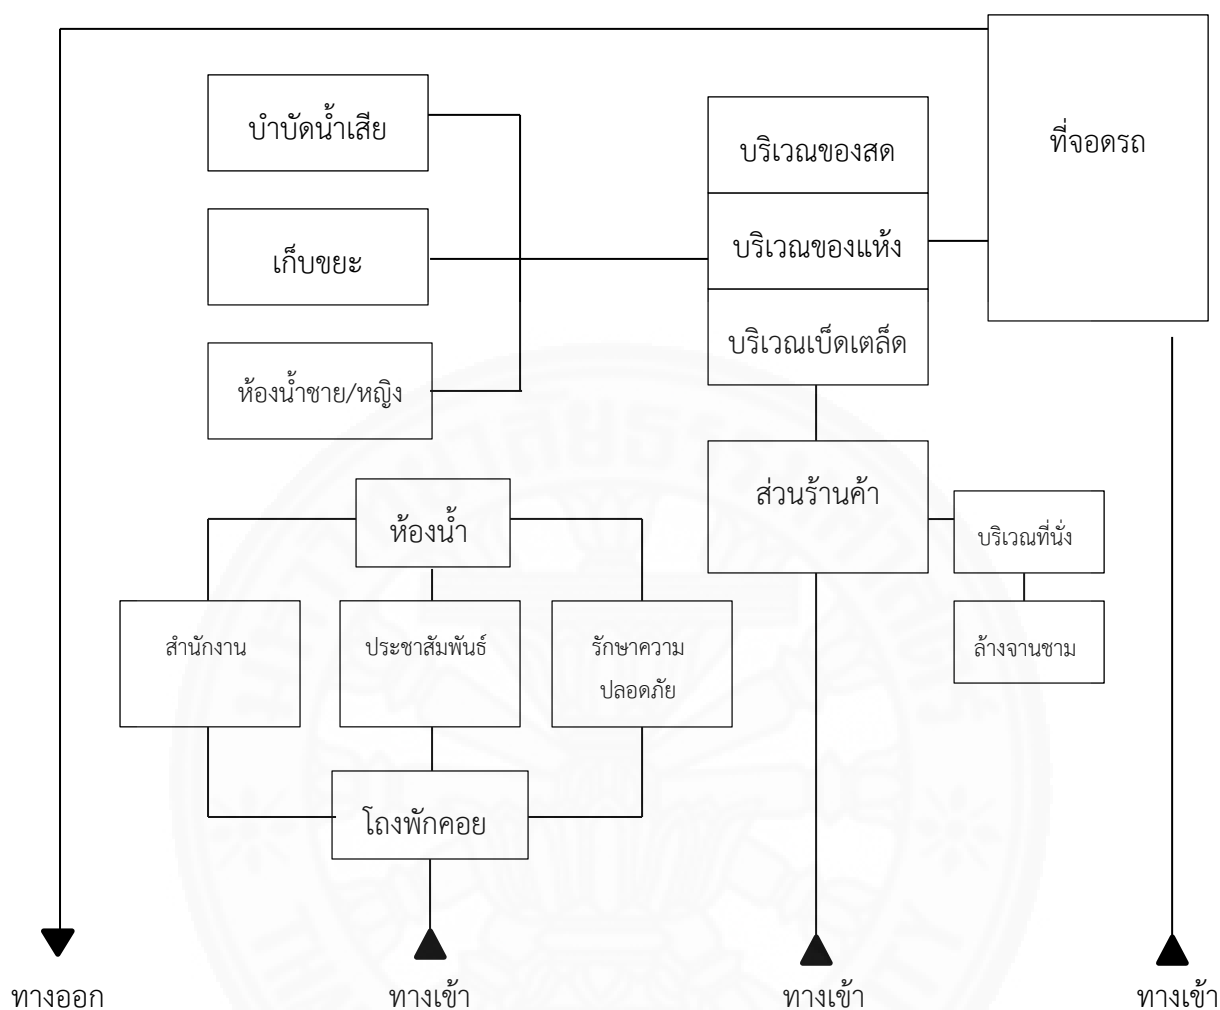 บำบัดน้ำเสีย
เก็บขยะ
ห้องน้ำชาย/หญิง
บริเวณของสด
บริเวณของแห้ง
บริเวณเบ็ดเตล็ด
ที่จอดรถ
ส่วนร้านค้า
บริเวณที่นั่ง
ล้างจานชาม
ห้องน้ำ
สำนักงาน
ประชาสัมพันธ์
รักษาความ
ปลอดภัย
โถงพักคอย
ทางออก
ทางเข้า
ทางเข้า
ทางเข้า